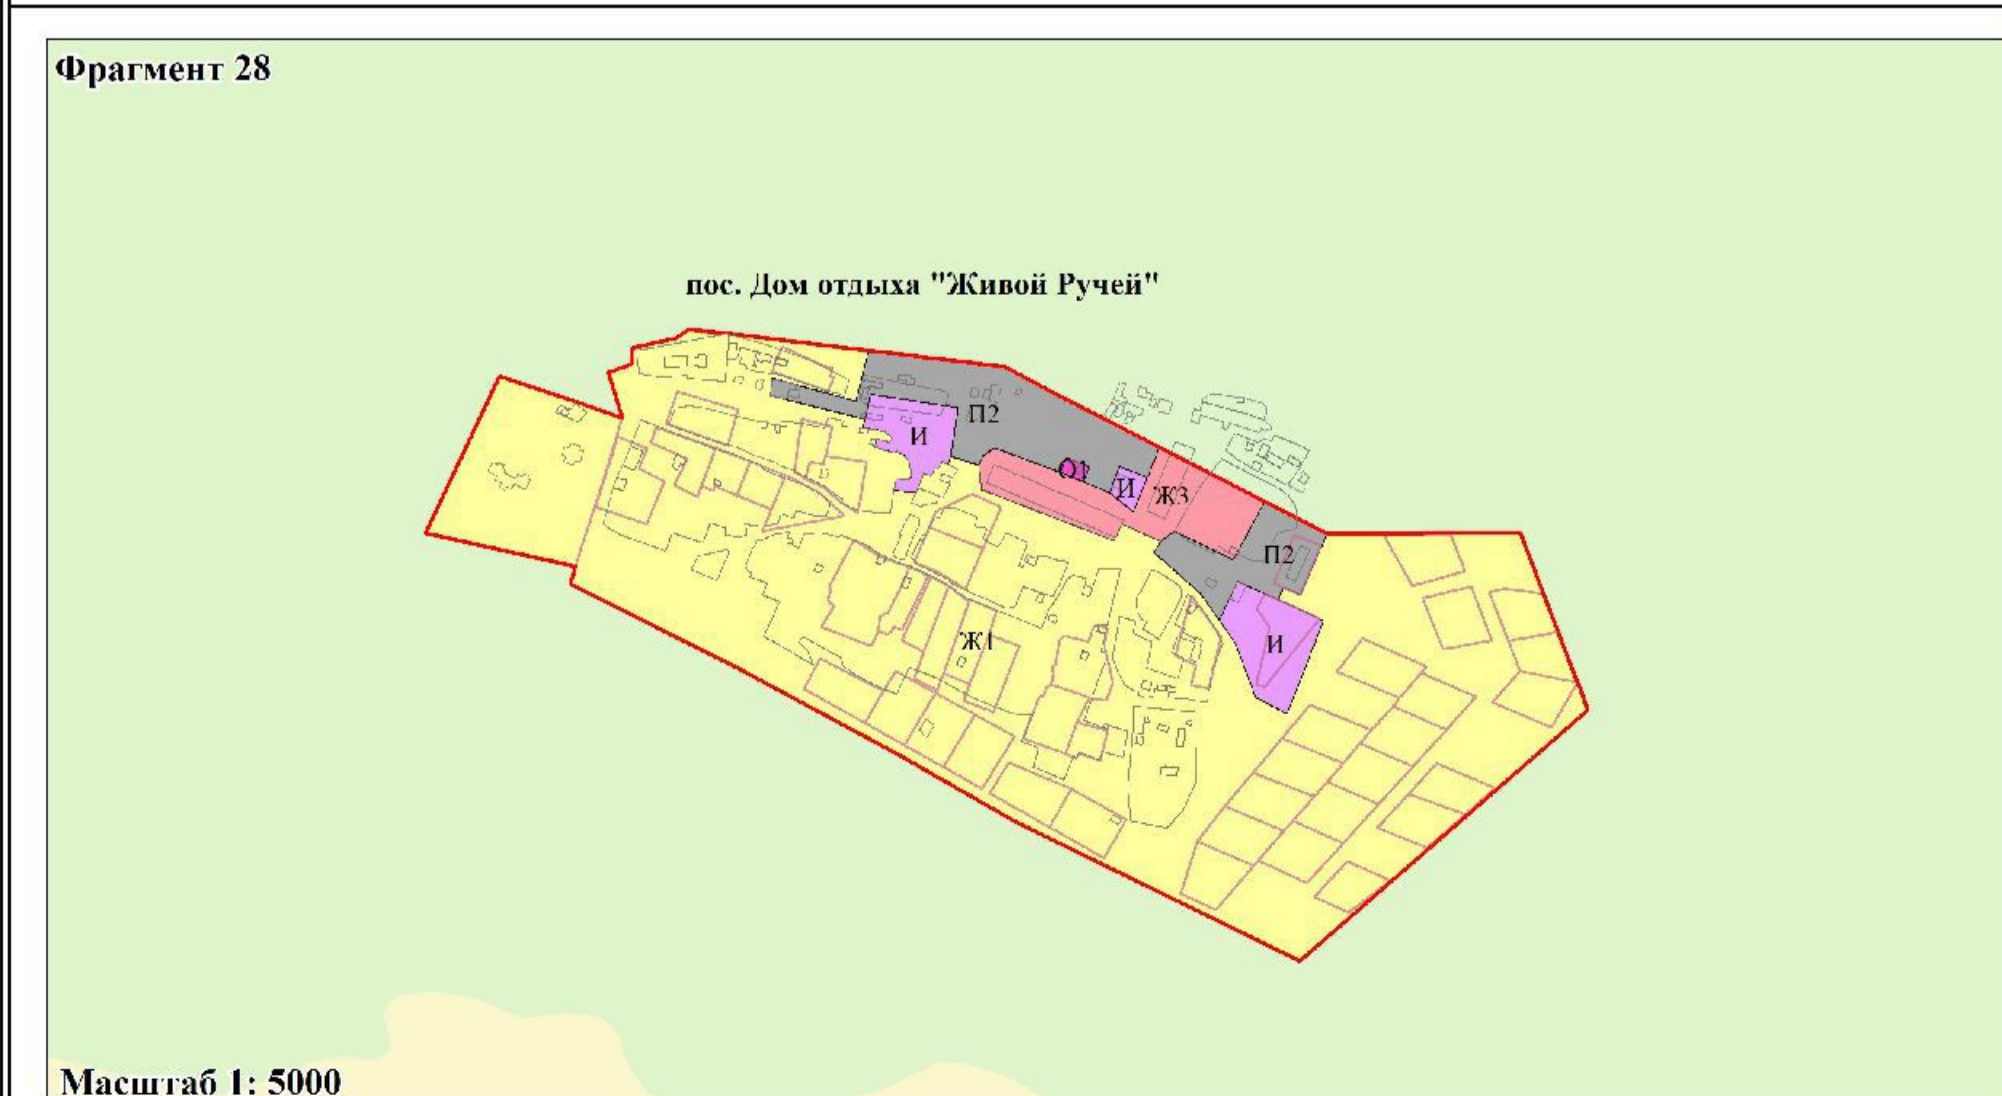 Фрагмент 28
пос. Дом отдыха "Живой Ручей"
П2
И
О1
И
Ж3
П2
Ж1
И
Масштаб 1: 5000